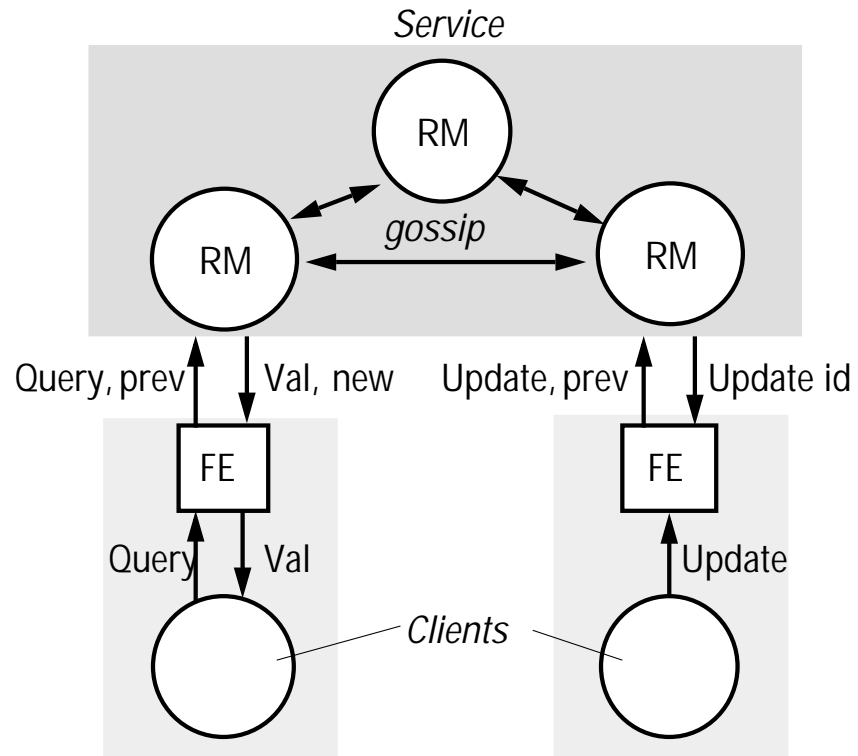 Service
RM
gossip
RM
RM
Query, prev
Val, new
Update, prev
Update id
FE
FE
Query
Val
Update
Clients